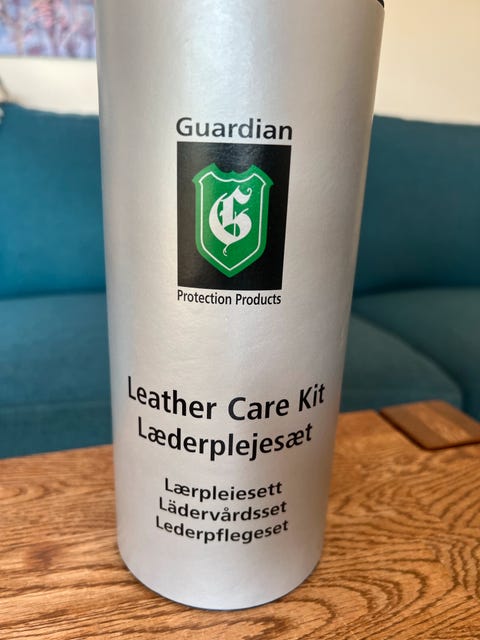 Guardian
G
Protection Products
Leather Care Kit
Læderplejesæt
Lærpleiesett
Lädervårdsset
Lederpflegeset